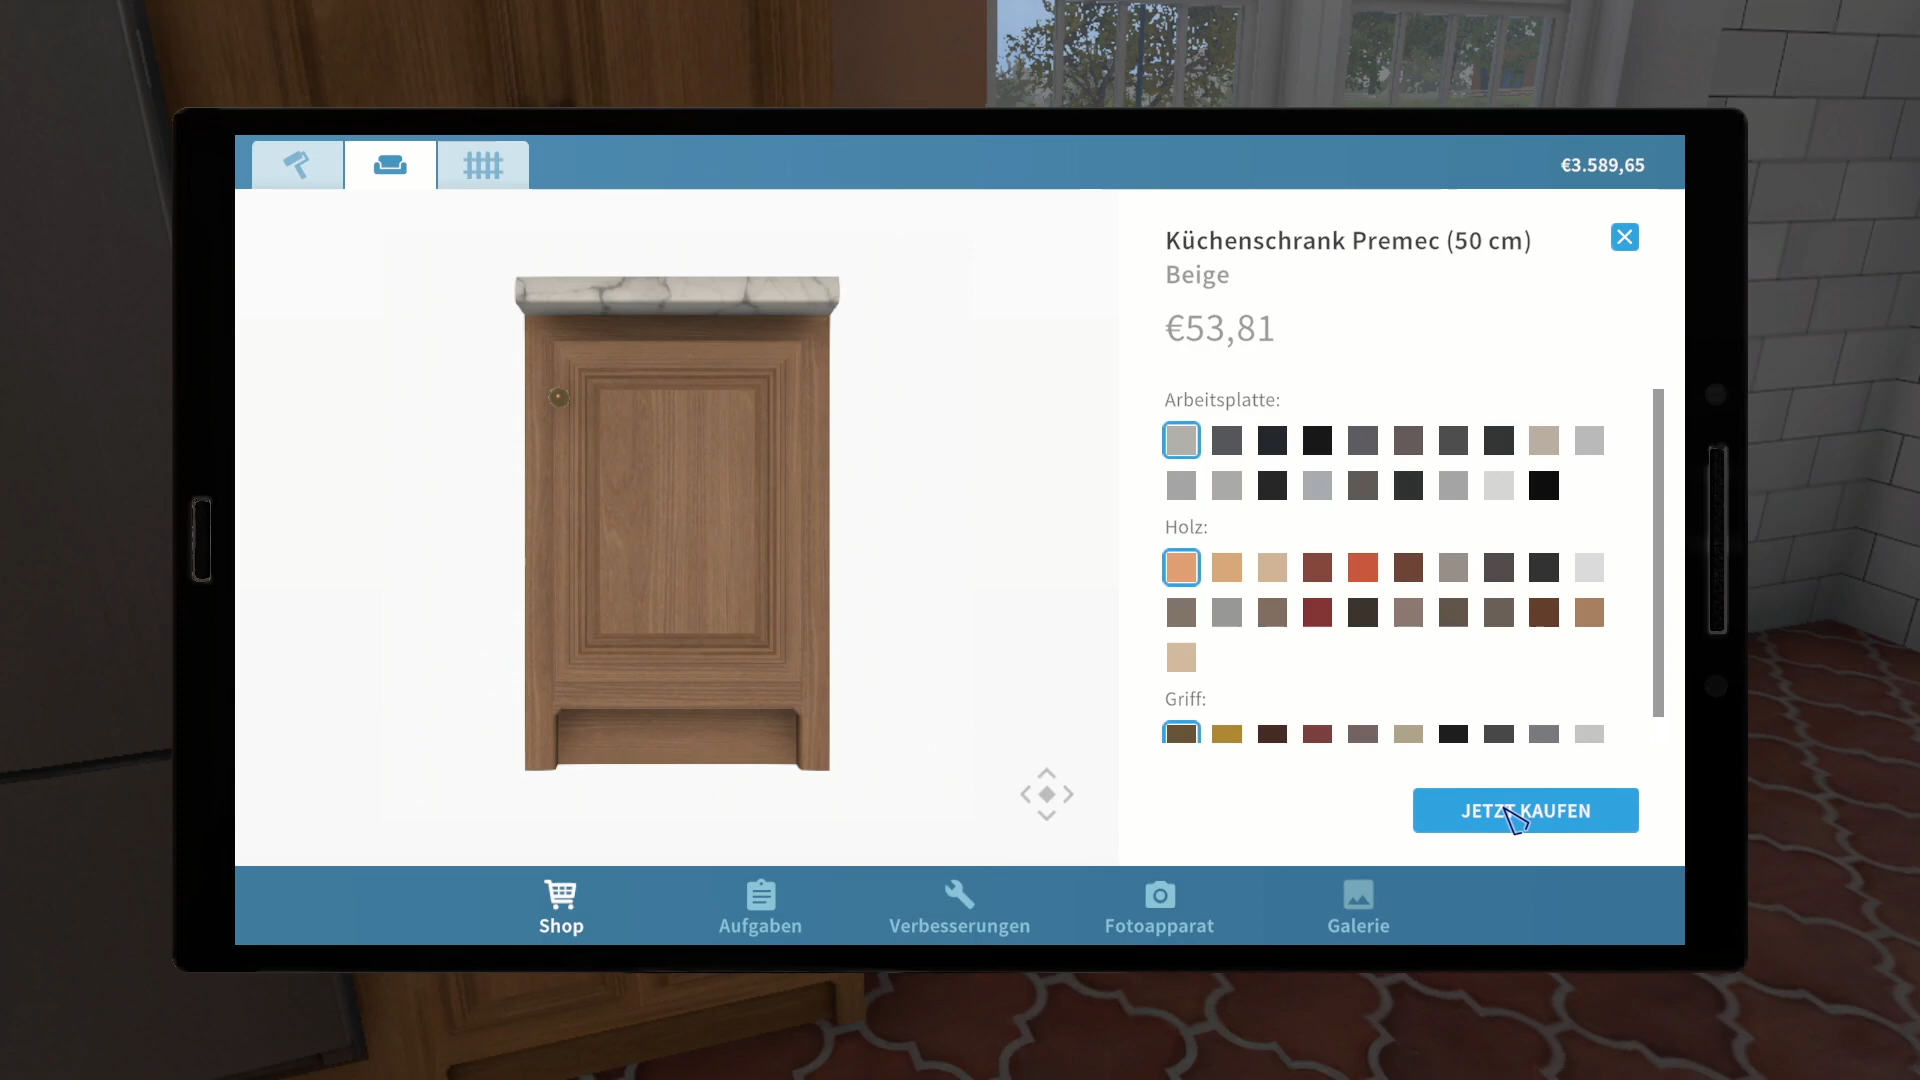 €3.589,65
Küchenschrank Premec (50 cm)
Beige
€53,81
Arbeitsplatte:
Holz:
Griff:
JETZT KAUFEN
Shop
Aufgaben
Verbesserungen
Fotoapparat
Galerie